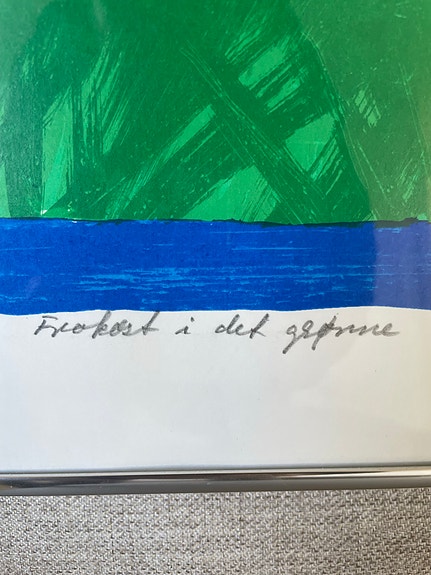 Frokost i det grønne